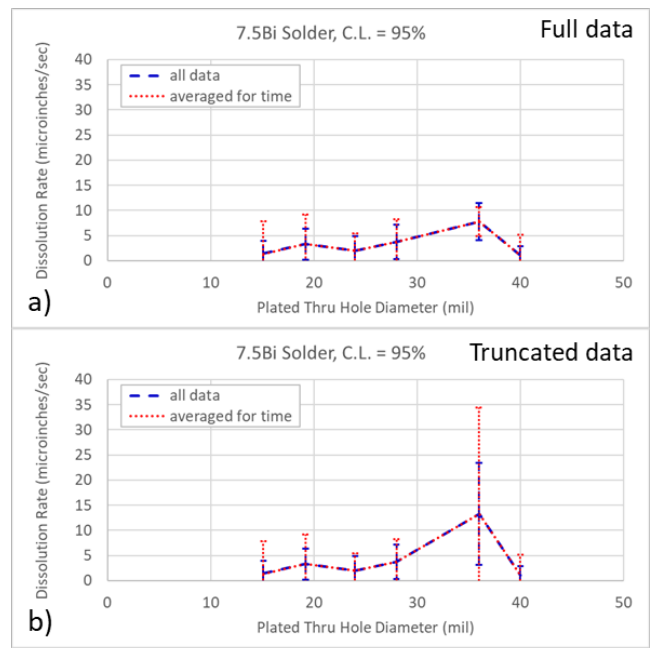 7.5Bi Solder, C.L. = 95%
Full data
Dissolution Rate (microinches/sec)
40
35
30
25
20
15
10
5
0
all data
averaged for time
0 10 20 30 40 50
Plated Thru Hole Diameter (mil)
a)
7.5Bi Solder, C.L. = 95%
Truncated data
Dissolution Rate (microinches/sec)
40
35
30
25
20
15
10
5
0
all data
averaged for time
0 10 20 30 40 50
Plated Thru Hole Diameter (mil)
b)